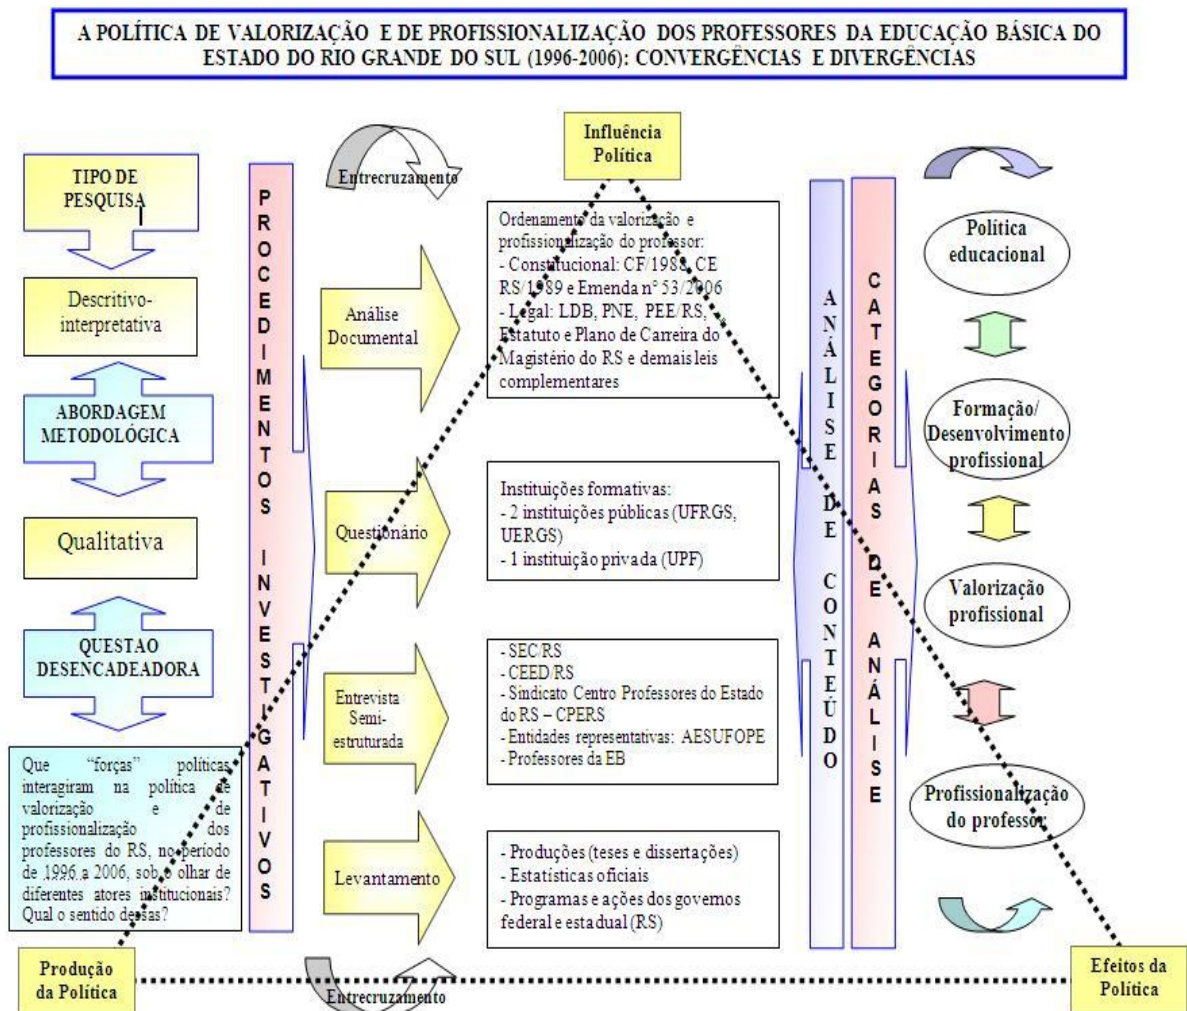 A POLÍTICA DE VALORIZAÇÃO E DE PROFISSIONALIZAÇÃO DOS PROFESSORES DA EDUCAÇÃO BÁSICA DO
ESTADO DO RIO GRANDE DO SUL (1996-2006): CONVERGÊNCIAS E DIVERGÊNCIAS
TIPO DE
PESQUISA
Descritivo-
interpretativa
ABORDAGEM
METODOLÓGICA
Qualitativa
QUESTAO
DESENCADEADORA
Que "forças" políticas
interagiram na política de
valorização e de
profissionalização dos
professores do RS, no período
de 1996 a 2006, sob o olhar de
diferentes atores institucionais?
Qual o sentido dessas?
Produção
da Política
PROCEDIMENTOS INVESTIGATIVOS
Entrecruzamento
Análise
Documental
Questionário
Entrevista
Semi-
estruturada
Levantamento
Entrecruzamento
Influência
Política
Ordenamento da valorização e
profissionalização do professor:
- Constitucional: CF/1988, CE
RS/1989 e Emenda nº 53/2006
- Legal: LDB, PNE, PEE/RS,
Estatuto e Plano de Carreira do
Magistério do RS e demais leis
complementares
Instituições formativas:
- 2 instituições públicas (UFRGS,
UERGS)
- 1 instituição privada (UPF)
- SEC/RS
- CEED/RS
- Sindicato Centro Professores do Estado
do RS – CPERS
- Entidades representativas: AESUFOPE
- Professores da EB
- Produções (teses e dissertações)
- Estatísticas oficiais
- Programas e ações dos governos
federal e estadual (RS)
ANÁLISE DE CONTEÚDO
CATEGORIAS DE ANÁLISE
Política
educacional
Formação/
Desenvolvimento
profissional
Valorização
profissional
Profissionalização
do professor
Efeitos da
Política